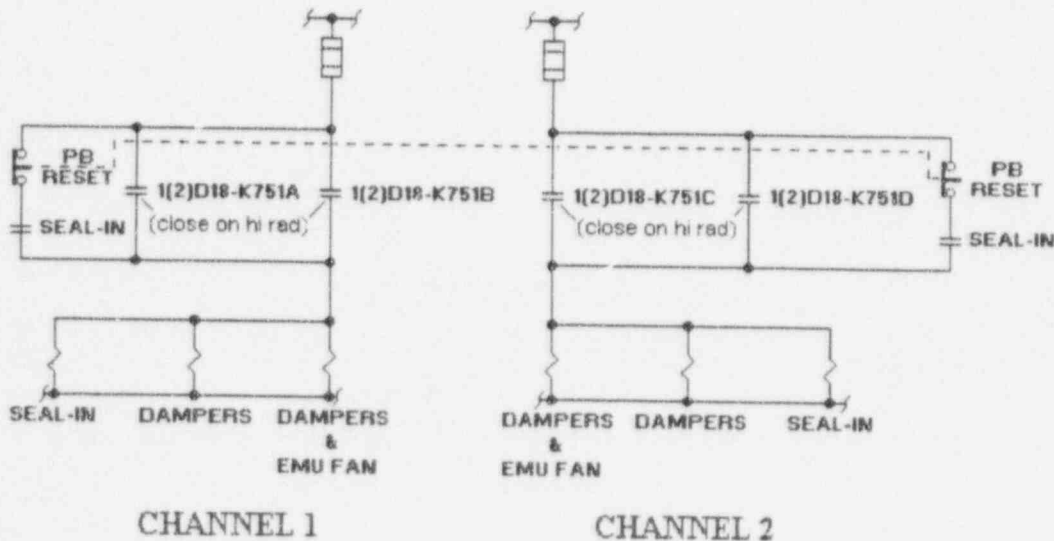 PB
RESET
1(2)D18-K751A
1(2)D18-K751B
(close on hi rad)
SEAL-IN
SEAL-IN
DAMPERS
DAMPERS
&
EMU FAN
CHANNEL 1
1(2)D18-K751C
1(2)D18-K751D
(close on hi rad)
PB
RESET
SEAL-IN
DAMPERS
&
EMU FAN
DAMPERS
SEAL-IN
CHANNEL 2